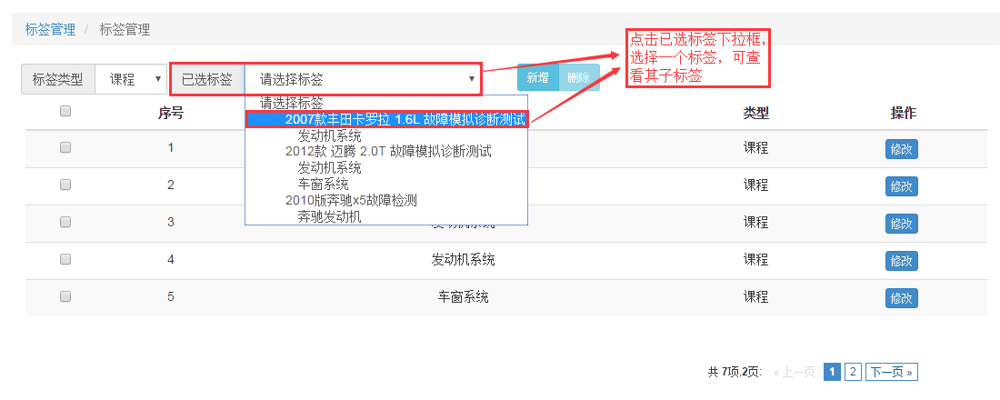 标签管理 / 标签管理
点击已选标签下拉框，
选择一个标签，可查
看其子标签
标签类型 课程 已选标签 请选择标签 新增 删除
请选择标签
2007款丰田卡罗拉 1.6L 故障模拟诊断测试
发动机系统
2012款 迈腾 2.0T 故障模拟诊断测试
发动机系统
车窗系统
2010版奔驰x5故障检测
奔驰发动机
序号 类型 操作
1 课程 修改
2 课程 修改
3 发动机系统 课程 修改
4 发动机系统 课程 修改
5 车窗系统 课程 修改
共 7项,2页: « 上一页 1 2 下一页 »